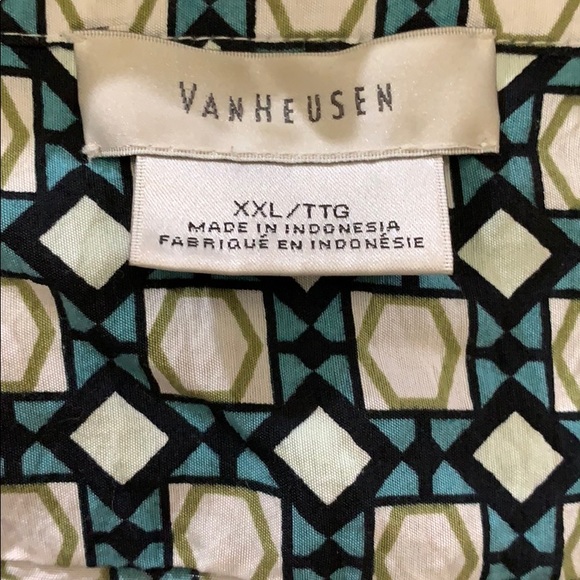 VANHEUSEN
XXL/TTG
MADE IN INDONESIA
FABRIQUÉ EN INDONÉSIE